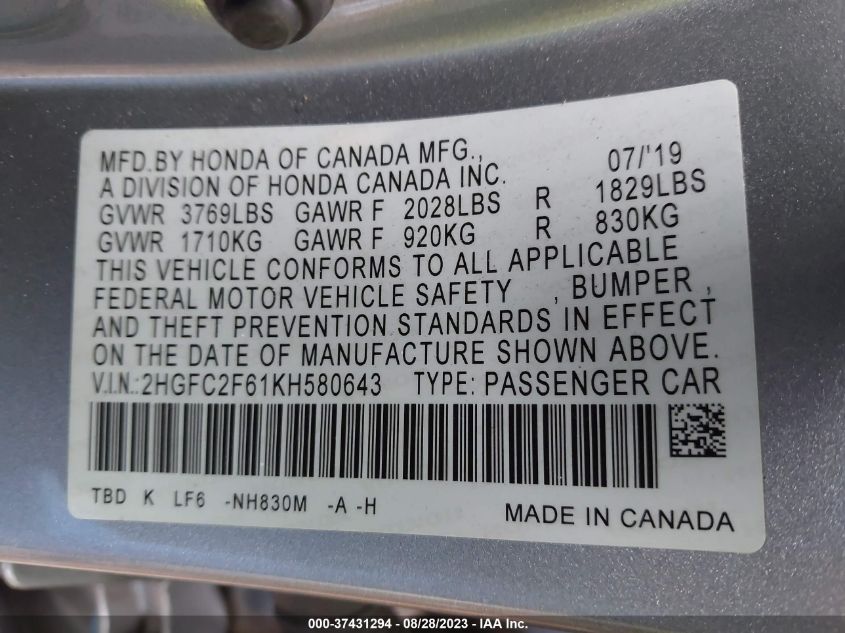 MFD.BY HONDA OF CANADA MFG., 07/'19
A DIVISION OF HONDA CANADA INC.
GVWR 3769LBS GAWR F 2028LBS R 1829LBS
GVWR 1710KG GAWR F 920KG R 830KG
THIS VEHICLE CONFORMS TO ALL APPLICABLE
FEDERAL MOTOR VEHICLE SAFETY , BUMPER ,
AND THEFT PREVENTION STANDARDS IN EFFECT
ON THE DATE OF MANUFACTURE SHOWN ABOVE.
V.I.N.:2HGFC2F61KH580643 TYPE: PASSENGER CAR
TBD K LF6 -NH830M -A -H
MADE IN CANADA
000-37431294 - 08/28/2023 - IAA Inc.